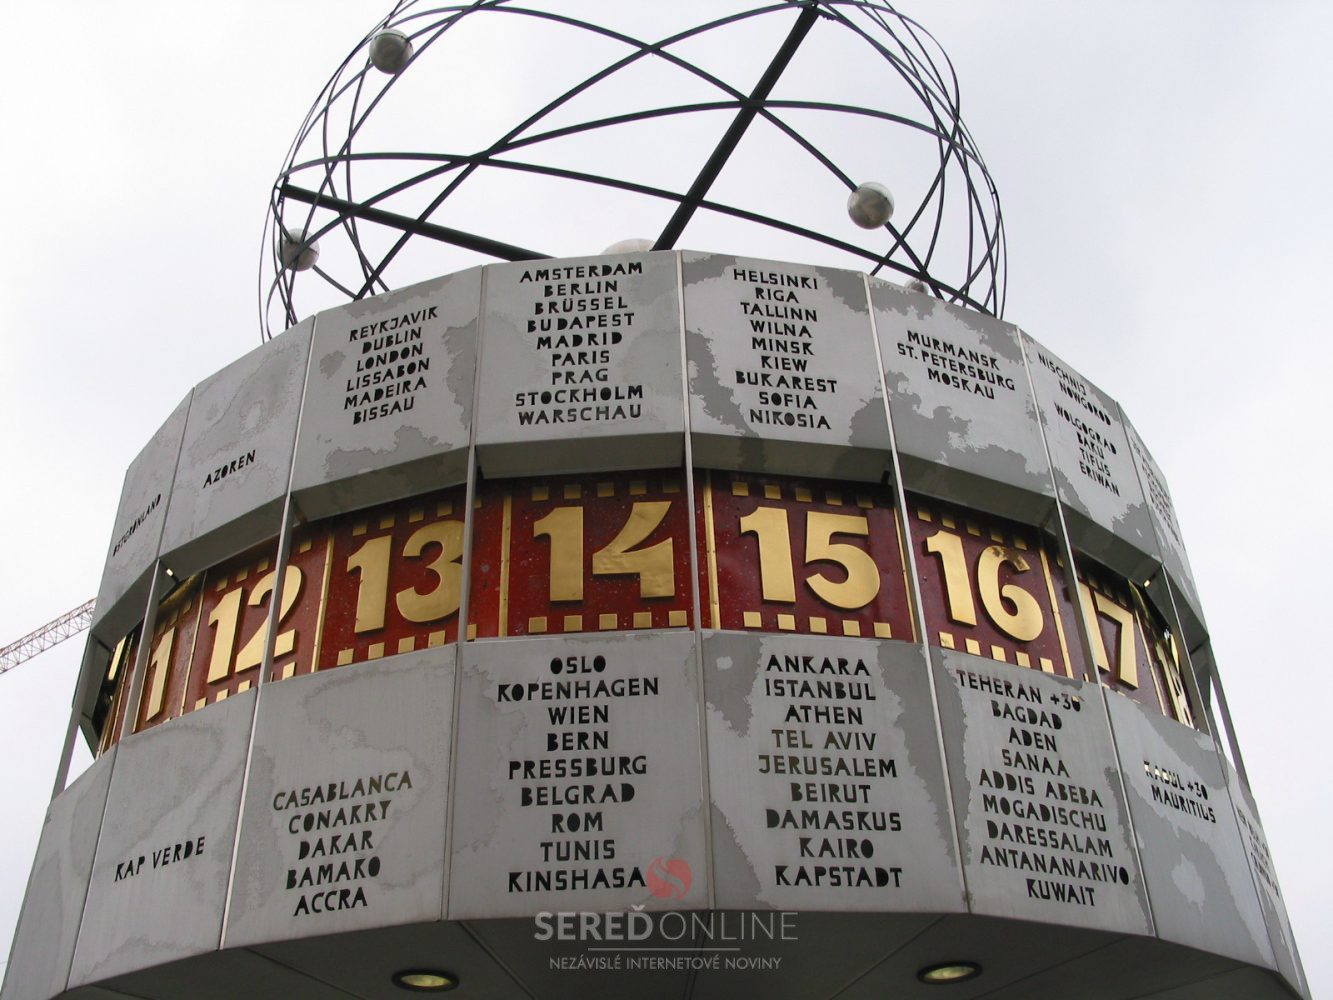 OSTGRÖNLAND
AZOREN
REYKJAVIK
DUBLIN
LONDON
LISSABON
MADEIRA
BISSAU
AMSTERDAM
BERLIN
BRÜSSEL
BUDAPEST
MADRID
PARIS
PRAG
STOCKHOLM
WARSCHAU
HELSINKI
RIGA
TALLINN
WILNA
MINSK
KIEW
BUKAREST
SOFIA
NIKOSIA
MURMANSK
ST. PETERSBURG
MOSKAU
NISCHNIJ
NOWGOROD
WOLGOGRAD
BAKU
TIFLIS
ERIWAN
12
13
14
15
16
17
KAP VERDE
CASABLANCA
CONAKRY
DAKAR
BAMAKO
ACCRA
OSLO
KOPENHAGEN
WIEN
BERN
PRESSBURG
BELGRAD
ROM
TUNIS
KINSHASA
ANKARA
ISTANBUL
ATHEN
TEL AVIV
JERUSALEM
BEIRUT
DAMASKUS
KAIRO
KAPSTADT
TEHERAN +30
BAGDAD
ADEN
SANAA
ADDIS ABEBA
MOGADISCHU
DARESSALAM
ANTANANARIVO
KUWAIT
KABUL +30
MAURITIUS
SEREĎONLINE
NEZÁVISLÉ INTERNETOVÉ NOVINY